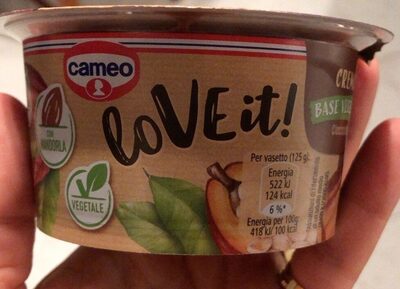 cameo
loVE it!
CON
MANDORLA
VEGETALE
CREM
BASE
Per vasetto (125 g)
Energia
522 kJ
124 kcal
6 %*
Energia per 100g
418 kJ/ 100 kcal